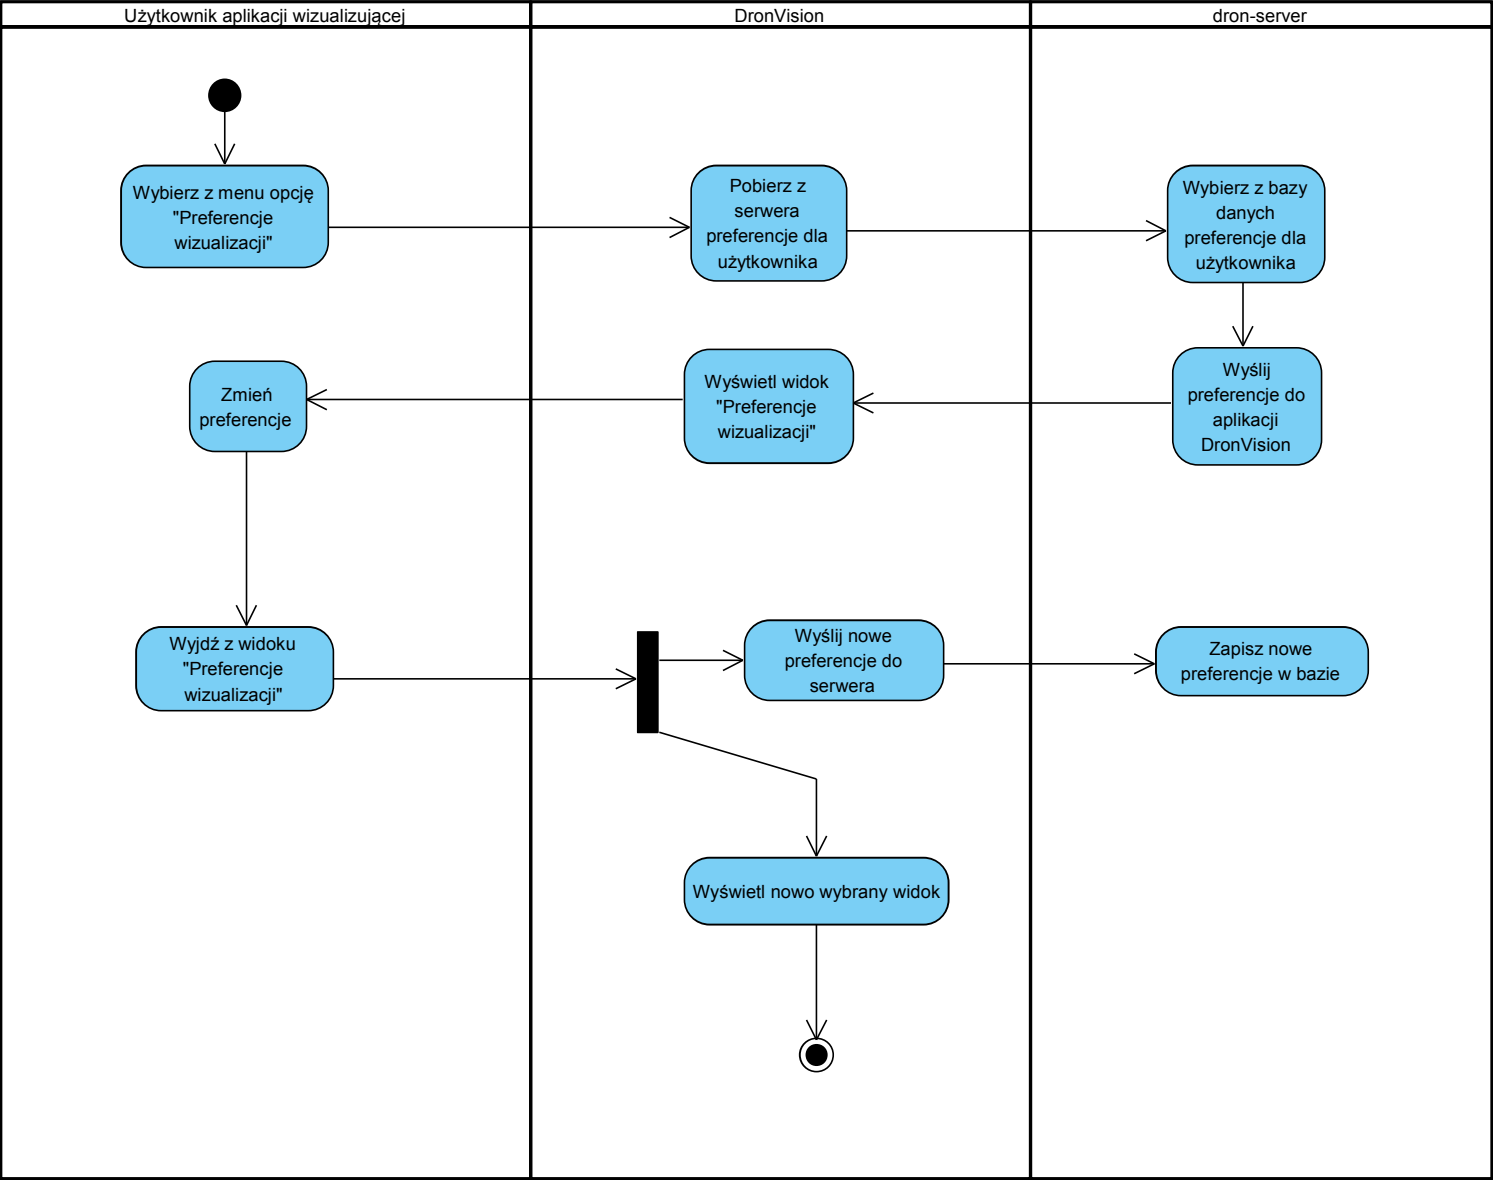 Użytkownik aplikacji wizualizującej
DronVision
dron-server
Wybierz z menu opcję
"Preferencje
wizualizacji"
Pobierz z
serwera
preferencje dla
użytkownika
Wybierz z bazy
danych
preferencje dla
użytkownika
Zmień
preferencje
Wyświetl widok
"Preferencje
wizualizacji"
Wyślij
preferencje do
aplikacji
DronVision
Wyjdź z widoku
"Preferencje
wizualizacji"
Wyślij nowe
preferencje do
serwera
Zapisz nowe
preferencje w bazie
Wyświetl nowo wybrany widok